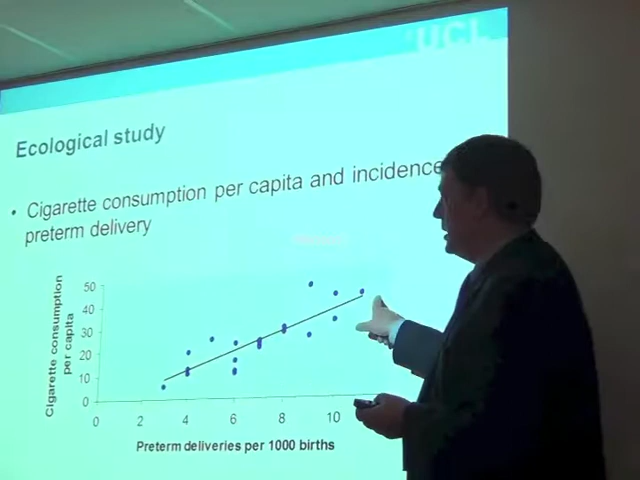 UCL
Ecological study
• Cigarette consumption per capita and incidence
preterm delivery
Cigarette consumption
per capita
50
40
30
20
10
0
0 2 4 6 8 10
Preterm deliveries per 1000 births